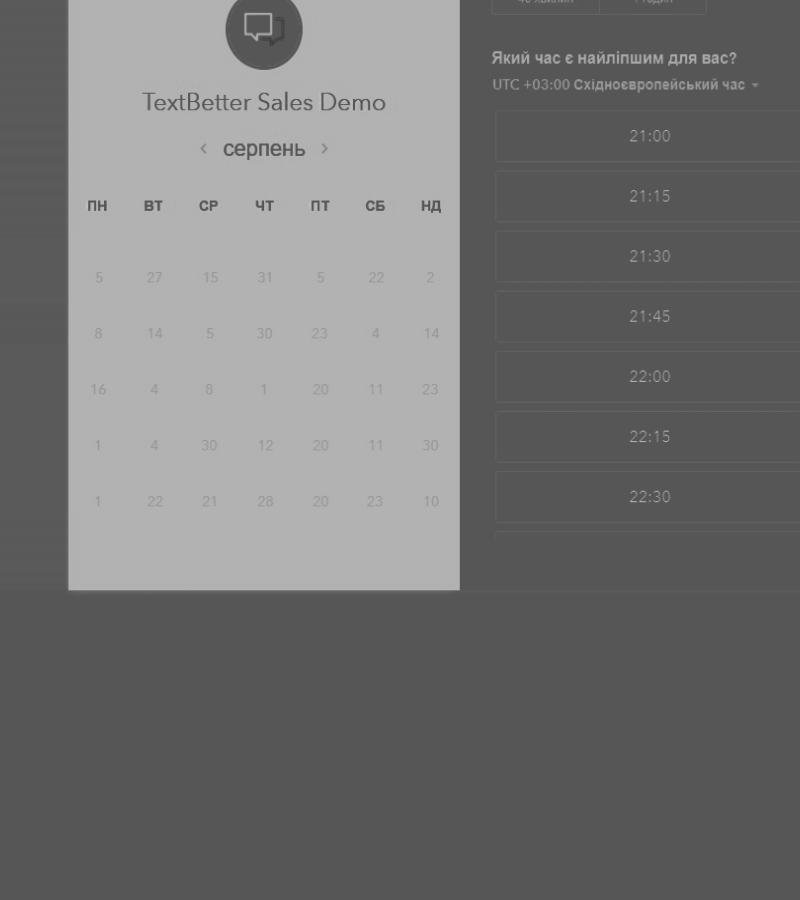 TextBetter Sales Demo
серпень
ПН ВТ СР ЧТ ПТ СБ НД
5 27 15 31 5 22 2
8 14 5 30 23 4 14
16 4 8 1 20 11 23
1 4 30 12 20 11 30
1 22 21 28 20 23 10
Який час є найліпшим для вас?
UTC +03:00 Східноєвропейський час
21:00
21:15
21:30
21:45
22:00
22:15
22:30